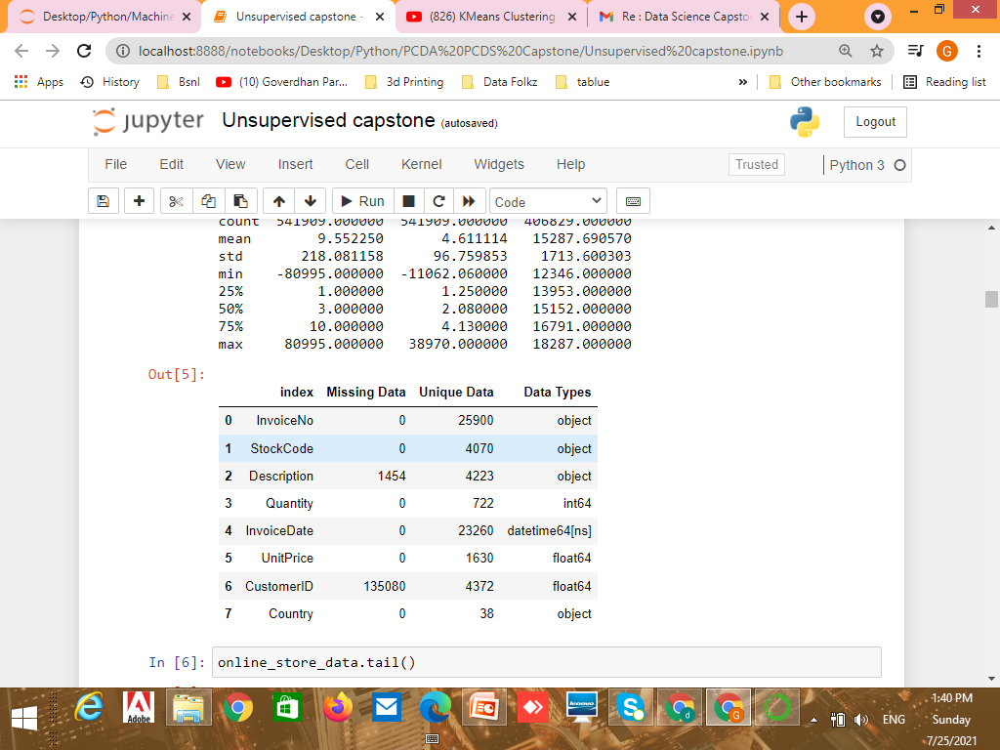 Desktop/Python/Machine
Unsupervised capstone -
(826) KMeans Clustering
Re : Data Science Capsto
localhost:8888/notebooks/Desktop/Python/PCDA%20PCDS%20Capstone/Unsupervised%20capstone.ipynb
G
Apps History Bsnl (10) Goverdhan Par... 3d Printing Data Folkz tablue » Other bookmarks Reading list
jupyter Unsupervised capstone (autosaved)
Logout
File Edit View Insert Cell Kernel Widgets Help Trusted Python 3
Run Code
count 541909.000000 541909.000000 406829.000000
mean 9.552250 4.611114 15287.690570
std 218.081158 96.759853 1713.600303
min -80995.000000 -11062.060000 12346.000000
25% 1.000000 1.250000 13953.000000
50% 3.000000 2.080000 15152.000000
75% 10.000000 4.130000 16791.000000
max 80995.000000 38970.000000 18287.000000
Out[5]:
index Missing Data Unique Data Data Types
0 InvoiceNo 0 25900 object
1 StockCode 0 4070 object
2 Description 1454 4223 object
3 Quantity 0 722 int64
4 InvoiceDate 0 23260 datetime64[ns]
5 UnitPrice 0 1630 float64
6 CustomerID 135080 4372 float64
7 Country 0 38 object
In [6]: online_store_data.tail()
Adobe
lenovo
d
G
ENG
1:40 PM
Sunday
7/25/2021